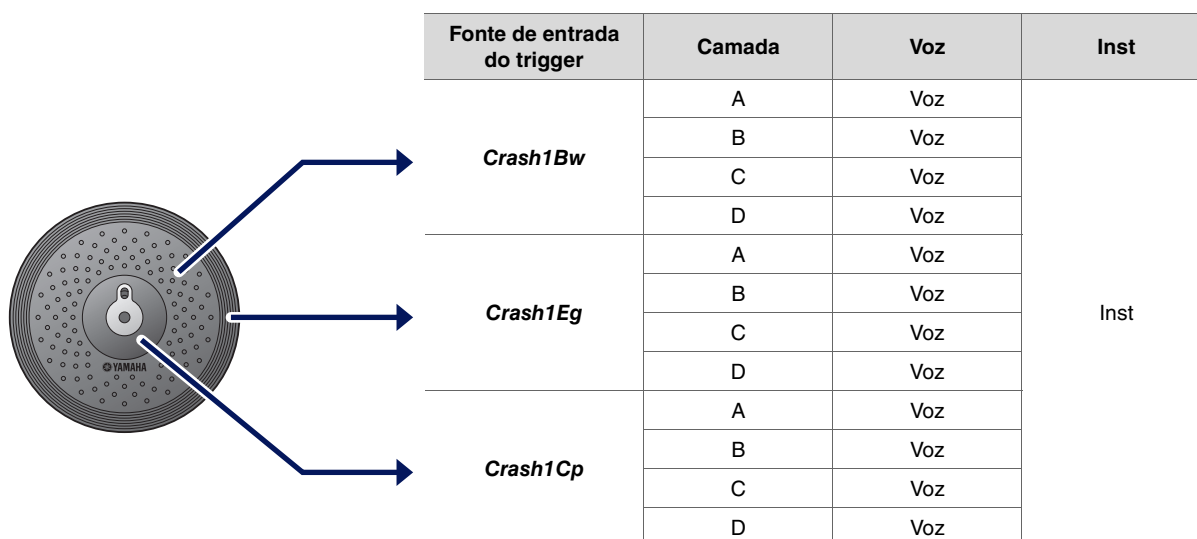 Fonte de entrada
do trigger
Camada
Voz
Inst
Crash1Bw
A
Voz
B
Voz
C
Voz
D
Voz
Crash1Eg
A
Voz
B
Voz
C
Voz
D
Voz
Inst
Crash1Cp
A
Voz
B
Voz
C
Voz
D
Voz
YAMAHA